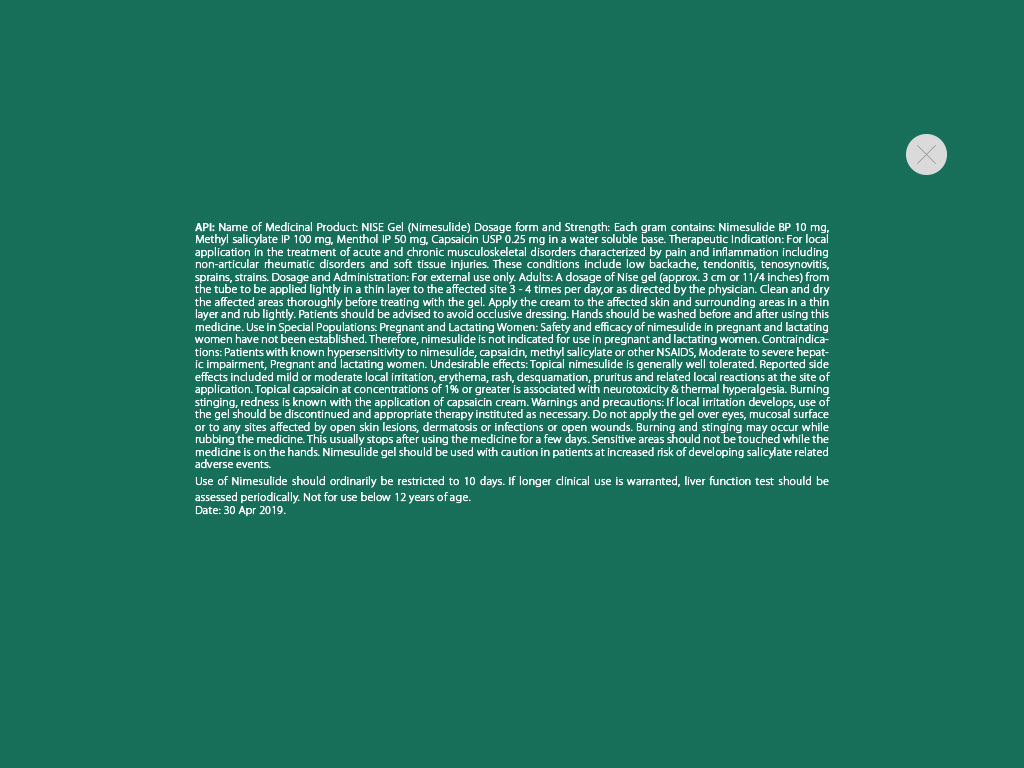 API: Name of Medicinal Product: NISE Gel (Nimesulide) Dosage form and Strength: Each gram contains: Nimesulide BP 10 mg,
Methyl salicylate IP 100 mg, Menthol IP 50 mg, Capsaicin USP 0.25 mg in a water soluble base. Therapeutic Indication: For local
application in the treatment of acute and chronic musculoskeletal disorders characterized by pain and inflammation including
non-articular rheumatic disorders and soft tissue injuries. These conditions include low backache, tendonitis, tenosynovitis,
sprains, strains. Dosage and Administration: For external use only. Adults: A dosage of Nise gel (approx. 3 cm or 11/4 inches) from
the tube to be applied lightly in a thin layer to the affected site 3 - 4 times per day,or as directed by the physician. Clean and dry
the affected areas thoroughly before treating with the gel. Apply the cream to the affected skin and surrounding areas in a thin
layer and rub lightly. Patients should be advised to avoid occlusive dressing. Hands should be washed before and after using this
medicine. Use in Special Populations: Pregnant and Lactating Women: Safety and efficacy of nimesulide in pregnant and lactating
women have not been established. Therefore, nimesulide is not indicated for use in pregnant and lactating women. Contraindica-
tions: Patients with known hypersensitivity to nimesulide, capsaicin, methyl salicylate or other NSAIDS, Moderate to severe hepat-
ic impairment, Pregnant and lactating women. Undesirable effects: Topical nimesulide is generally well tolerated. Reported side
effects included mild or moderate local irritation, erythema, rash, desquamation, pruritus and related local reactions at the site of
application. Topical capsaicin at concentrations of 1% or greater is associated with neurotoxicity & thermal hyperalgesia. Burning
stinging, redness is known with the application of capsaicin cream. Warnings and precautions: If local irritation develops, use of
the gel should be discontinued and appropriate therapy instituted as necessary. Do not apply the gel over eyes, mucosal surface
or to any sites affected by open skin lesions, dermatosis or infections or open wounds. Burning and stinging may occur while
rubbing the medicine. This usually stops after using the medicine for a few days. Sensitive areas should not be touched while the
medicine is on the hands. Nimesulide gel should be used with caution in patients at increased risk of developing salicylate related
adverse events.
Use of Nimesulide should ordinarily be restricted to 10 days. If longer clinical use is warranted, liver function test should be
assessed periodically. Not for use below 12 years of age.
Date: 30 Apr 2019.